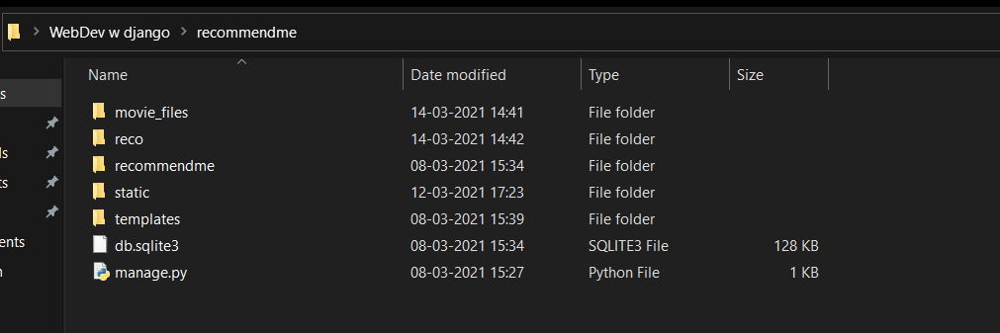 WebDev w django > recommendme
Name Date modified Type Size
s
movie_files 14-03-2021 14:41 File folder
reco 14-03-2021 14:42 File folder
ls
recommendme 08-03-2021 15:34 File folder
ts
static 12-03-2021 17:23 File folder
templates 08-03-2021 15:39 File folder
ents
db.sqlite3 08-03-2021 15:34 SQLITE3 File 128 KB
manage.py 08-03-2021 15:27 Python File 1 KB